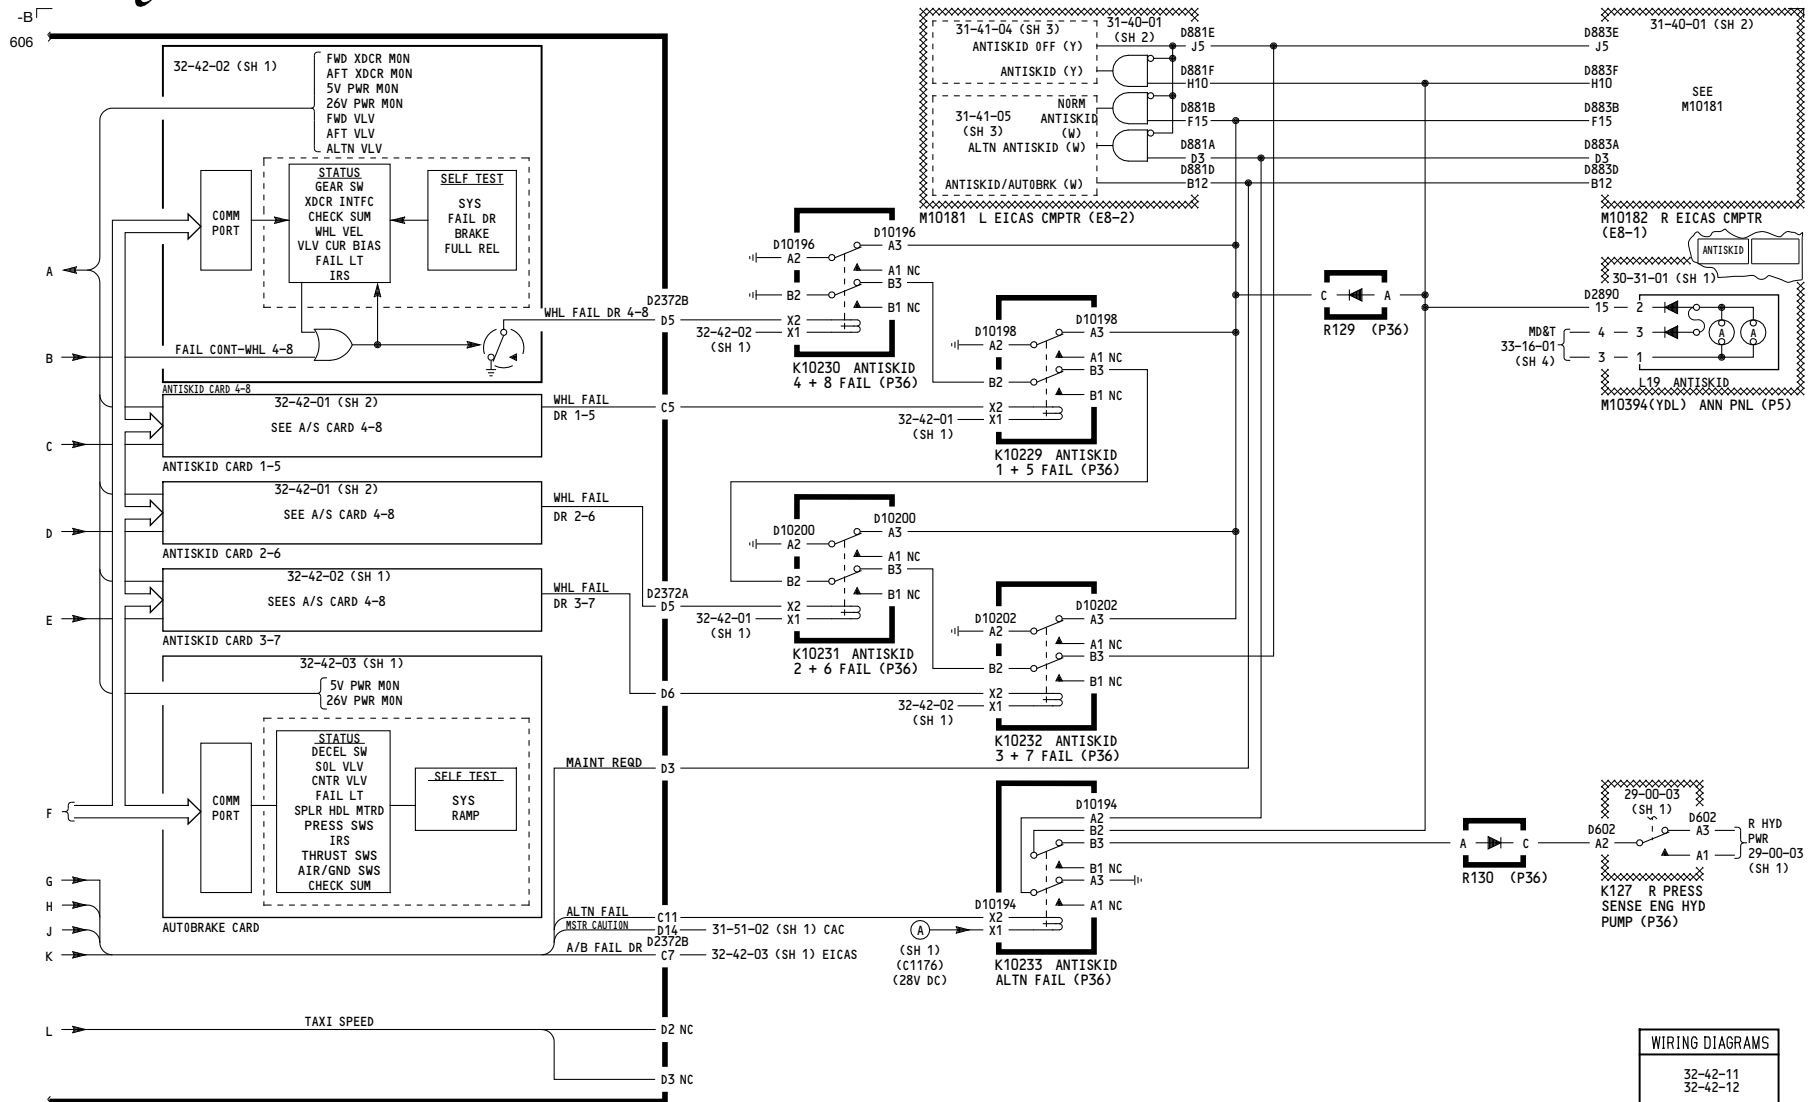 -B
606
32-42-02 (SH 1)
FWD XDCR MON
AFT XDCR MON
5V PWR MON
26V PWR MON
FWD VLV
AFT VLV
ALTN VLV
COMM
PORT
STATUS
GEAR SW
XDCR INTFC
CHECK SUM
WHL VEL
VLV CUR BIAS
FAIL LT
IRS
SELF TEST
SYS
FAIL DR
BRAKE
FULL REL
A
B
FAIL CONT-WHL 4-8
WHL FAIL DR 4-8
D2372B
D5
ANTISKID CARD 4-8
32-42-01 (SH 2)
SEE A/S CARD 4-8
WHL FAIL
DR 1-5
C5
C
ANTISKID CARD 1-5
32-42-01 (SH 2)
SEE A/S CARD 4-8
WHL FAIL
DR 2-6
D
ANTISKID CARD 2-6
32-42-02 (SH 1)
SEES A/S CARD 4-8
WHL FAIL
DR 3-7
D2372A
D5
E
ANTISKID CARD 3-7
32-42-03 (SH 1)
5V PWR MON
26V PWR MON
D6
COMM
PORT
STATUS
DECEL SW
SOL VLV
CNTR VLV
FAIL LT
SPLR HDL MTRD
PRESS SWS
IRS
THRUST SWS
AIR/GND SWS
CHECK SUM
SELF TEST
SYS
RAMP
F
G
H
J
K
AUTOBRAKE CARD
MAINT REQD
D3
ALTN FAIL
C11
MSTR CAUTION
D14
31-51-02 (SH 1) CAC
D2372B
A/B FAIL DR
C7
32-42-03 (SH 1) EICAS
L
TAXI SPEED
D2 NC
D3 NC
D10196
D10196
A3
A2
A1 NC
B3
B2
B1 NC
X2
X1
32-42-02
(SH 1)
K10230 ANTISKID
4 + 8 FAIL (P36)
D10198
D10198
A3
A2
A1 NC
B3
B2
B1 NC
X2
X1
32-42-01
(SH 1)
K10229 ANTISKID
1 + 5 FAIL (P36)
D10200
D10200
A3
A2
A1 NC
B3
B2
B1 NC
X2
X1
32-42-01
(SH 1)
K10231 ANTISKID
2 + 6 FAIL (P36)
D10202
D10202
A3
A2
A1 NC
B3
B2
B1 NC
X2
X1
32-42-02
(SH 1)
K10232 ANTISKID
3 + 7 FAIL (P36)
D10194
A2
B2
B3
B1 NC
A3
A1 NC
D10194
X2
X1
A
(SH 1)
(C1176)
(28V DC)
K10233 ANTISKID
ALTN FAIL (P36)
31-41-04 (SH 3)
ANTISKID OFF (Y)
ANTISKID (Y)
31-40-01
(SH 2)
31-41-05
(SH 3)
NORM
ANTISKID
(W)
ALTN ANTISKID (W)
ANTISKID/AUTOBRK (W)
D881E
J5
D881F
H10
D881B
F15
D881A
D3
D881D
B12
M10181 L EICAS CMPTR (E8-2)
31-40-01 (SH 2)
D883E
J5
D883F
H10
D883B
F15
D883A
D3
D883D
B12
SEE
M10181
M10182 R EICAS CMPTR
(E8-1)
ANTISKID
30-31-01 (SH 1)
D2890
15
2
4
3
3
1
A
A
MD&T
33-16-01
(SH 4)
L19 ANTISKID
M10394(YDL) ANN PNL (P5)
C
A
R129 (P36)
A
C
R130 (P36)
29-00-03
(SH 1)
D602
A2
D602
A3
A1
R HYD
PWR
29-00-03
(SH 1)
K127 R PRESS
SENSE ENG HYD
PUMP (P36)
WIRING DIAGRAMS
32-42-11
32-42-12